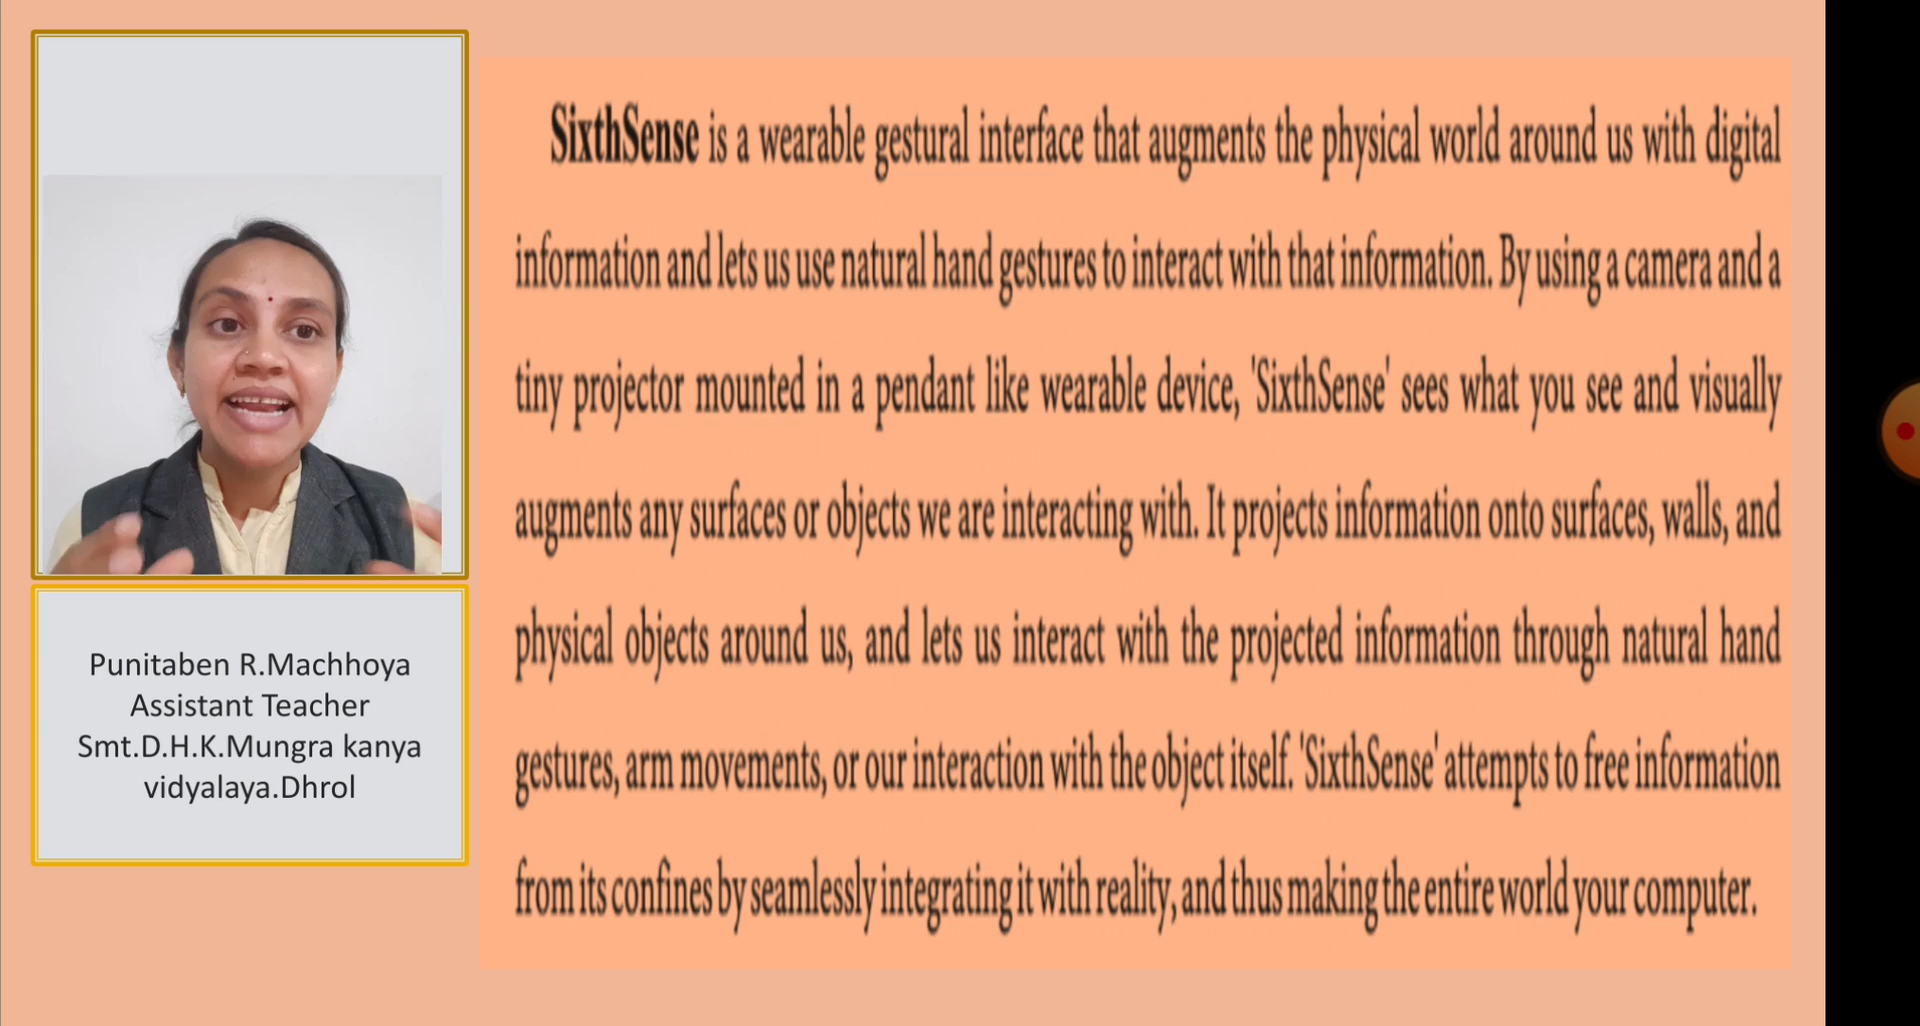 SixthSense is a wearable gestural interface that augments the physical world around us with digital
information and lets us use natural hand gestures to interact with that information. By using a camera and a
tiny projector mounted in a pendant like wearable device, 'SixthSense' sees what you see and visually
augments any surfaces or objects we are interacting with. It projects information onto surfaces, walls, and
physical objects around us, and lets us interact with the projected information through natural hand
gestures, arm movements, or our interaction with the object itself. 'SixthSense' attempts to free information
from its confines by seamlessly integrating it with reality, and thus making the entire world your computer.
Punitaben R.Machhoya
Assistant Teacher
Smt.D.H.K.Mungra kanya
vidyalaya.Dhrol